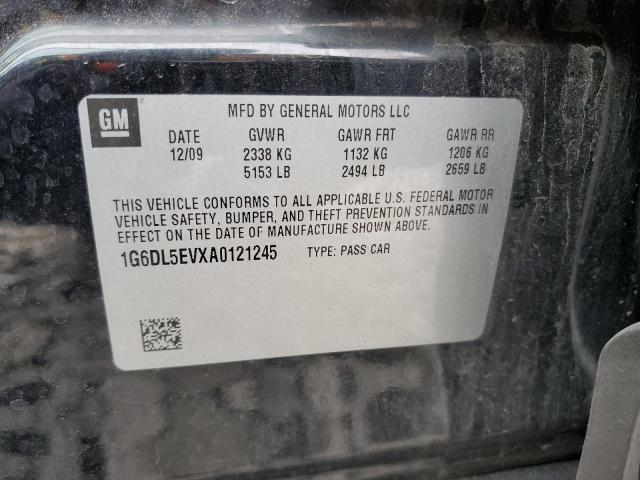 GM
MFD BY GENERAL MOTORS LLC
DATE GVWR GAWR FRT GAWR RR
12/09 2338 KG 1132 KG 1206 KG
5153 LB 2494 LB 2659 LB
THIS VEHICLE CONFORMS TO ALL APPLICABLE U.S. FEDERAL MOTOR
VEHICLE SAFETY, BUMPER, AND THEFT PREVENTION STANDARDS IN
EFFECT ON THE DATE OF MANUFACTURE SHOWN ABOVE.
1G6DL5EVXA0121245 TYPE: PASS CAR